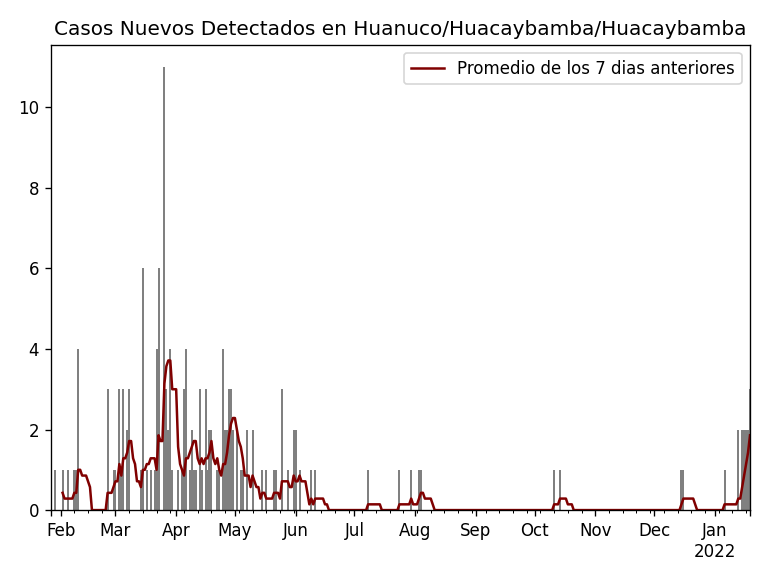 Casos Nuevos Detectados en Huanuco/Huacaybamba/Huacaybamba
Promedio de los 7 dias anteriores
10
8
6
4
2
0
Feb Mar Apr May Jun Jul Aug Sep Oct Nov Dec Jan
2022